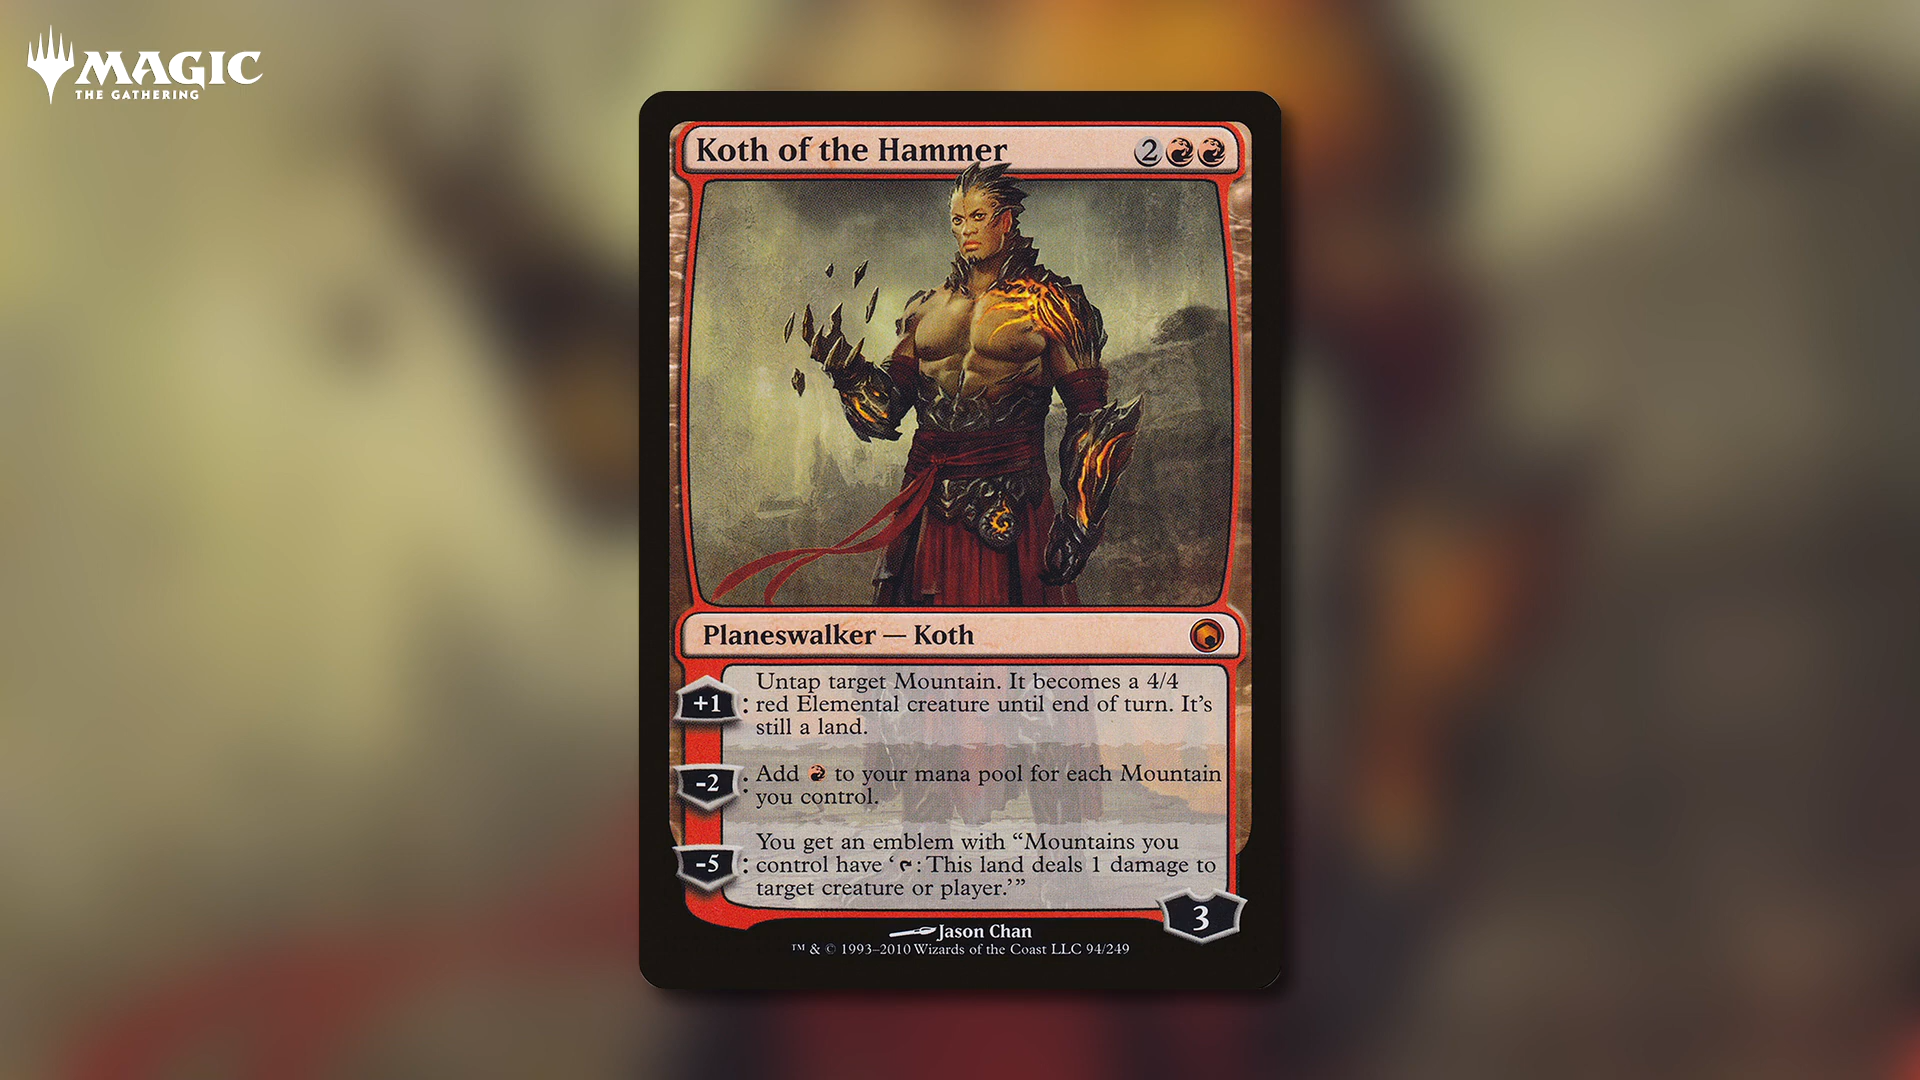 MAGIC
THE GATHERING
Koth of the Hammer 2
Planeswalker — Koth
Untap target Mountain. It becomes a 4/4
+1 : red Elemental creature until end of turn. It's
still a land.
-2 : Add to your mana pool for each Mountain
you control.
You get an emblem with “Mountains you
-5 : control have ‘ : This land deals 1 damage to
target creature or player.’”
3
Jason Chan
™ & © 1993–2010 Wizards of the Coast LLC 94/249